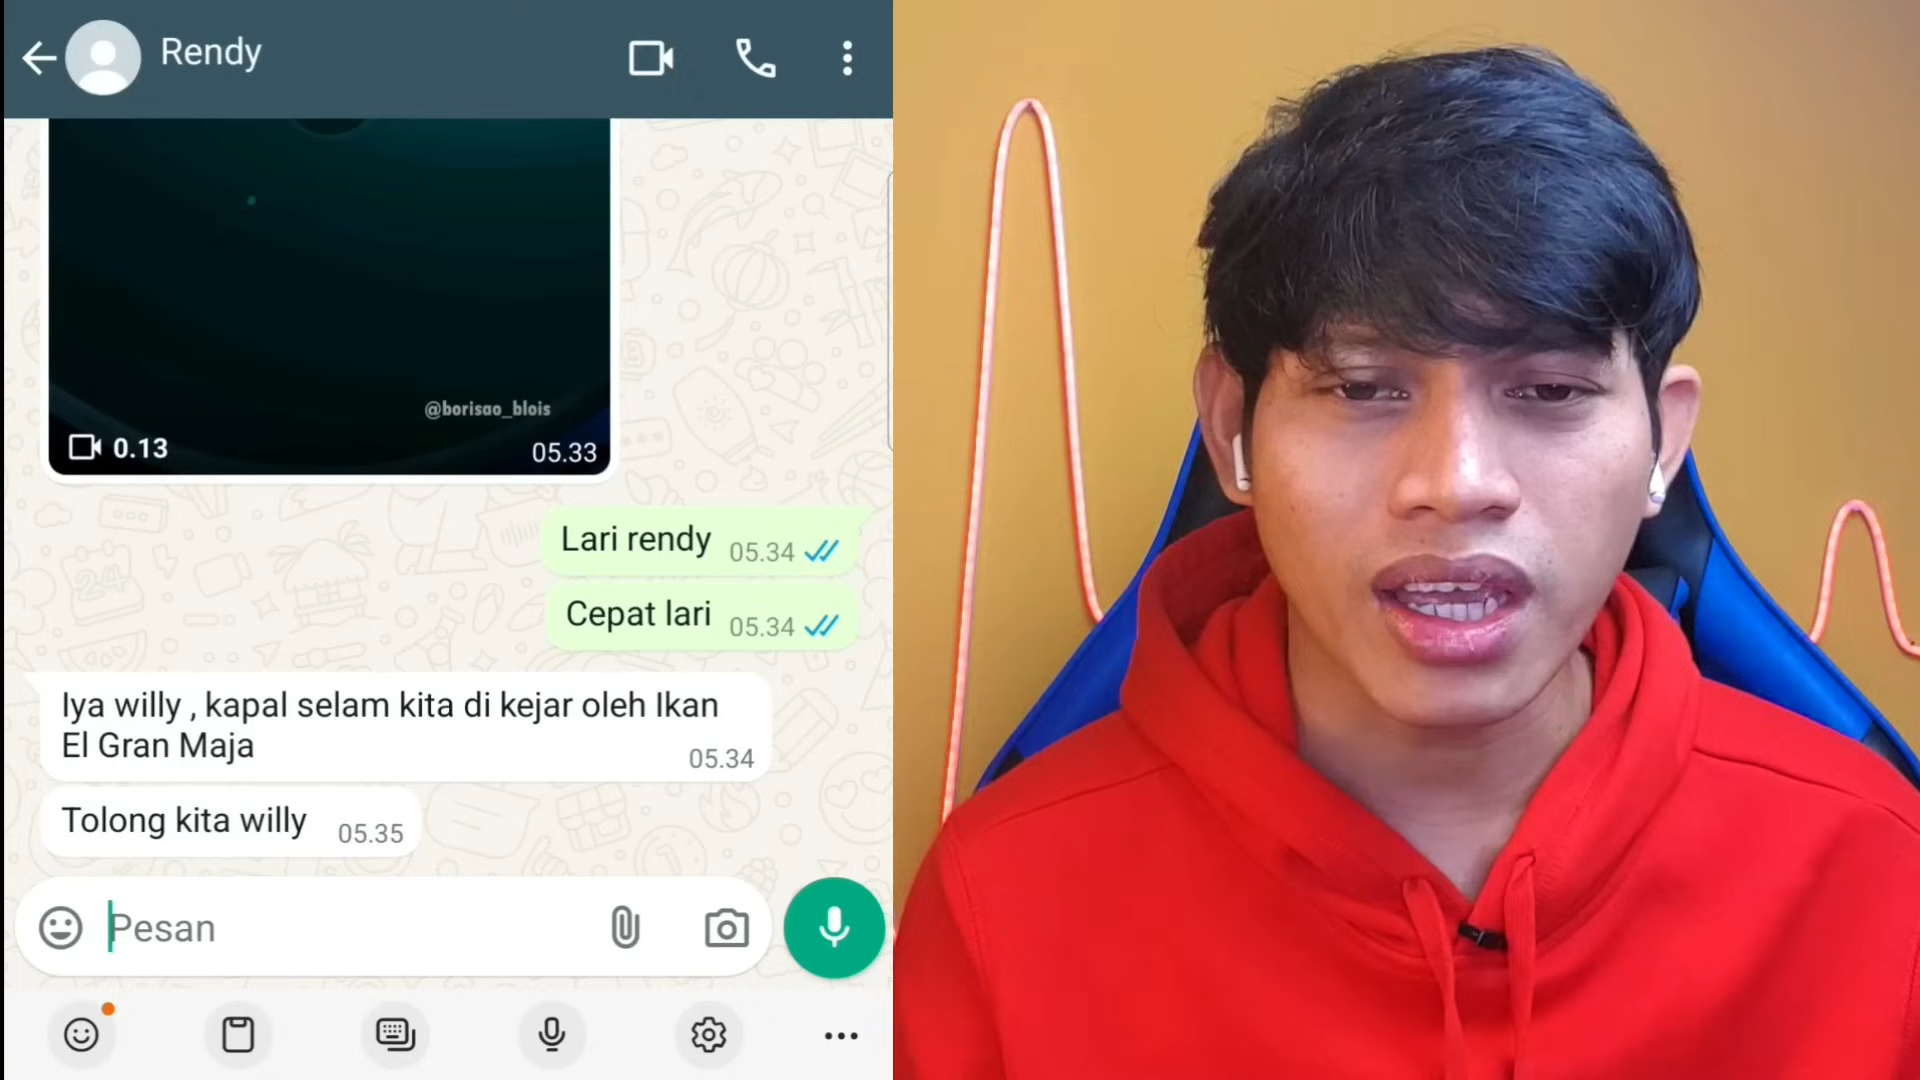 Rendy
@borisao_blois
0.13
05.33
Lari rendy 05.34
Cepat lari 05.34
Iya willy , kapal selam kita di kejar oleh Ikan
El Gran Maja
05.34
Tolong kita willy 05.35
Pesan